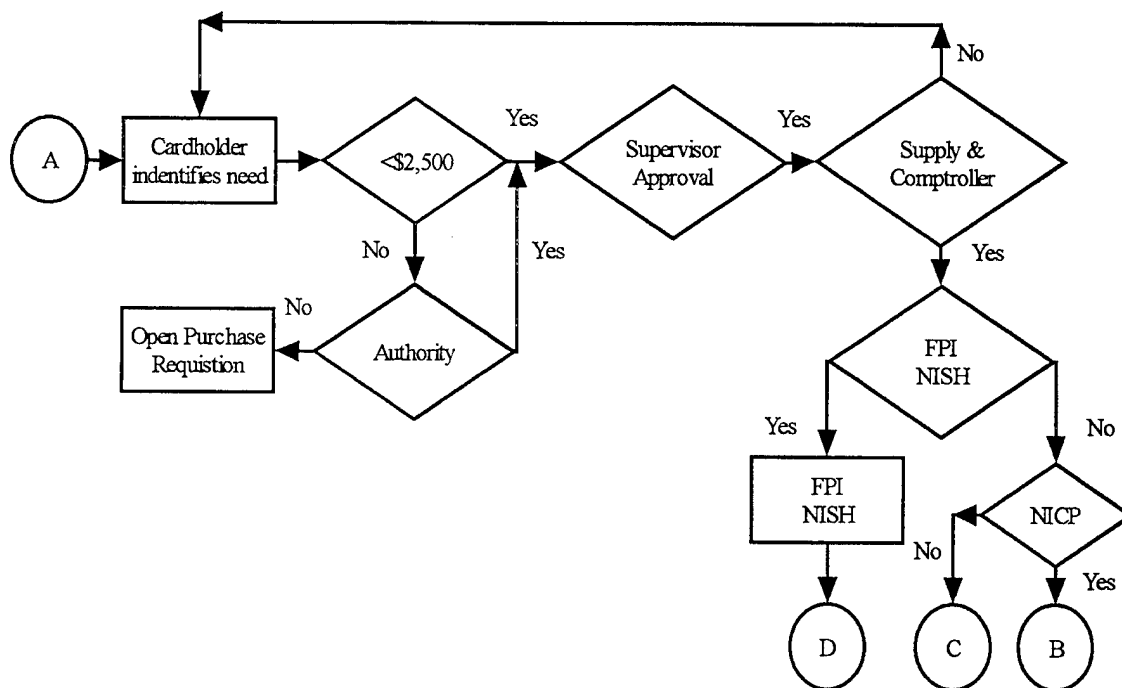 No
A
Cardholder
indentifies need
<$2,500
Yes
Supervisor
Approval
Yes
Supply &
Comptroller
No
Yes
Yes
No
Open Purchase
Requistion
Authority
FPI
NISH
Yes
No
FPI
NISH
NICP
No
Yes
D
C
B